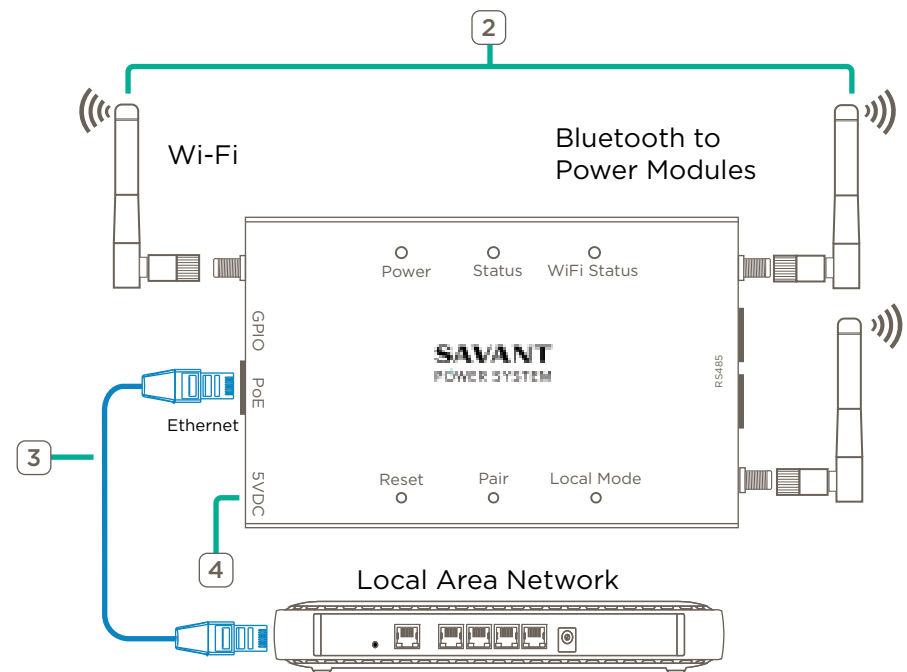 2
Wi-Fi
Bluetooth to
Power Modules
Power
Status
WiFi Status
GPIO
PoE
5VDC
SAVANT
POWER SYSTEM
RS485
Ethernet
3
Reset
Pair
Local Mode
4
Local Area Network